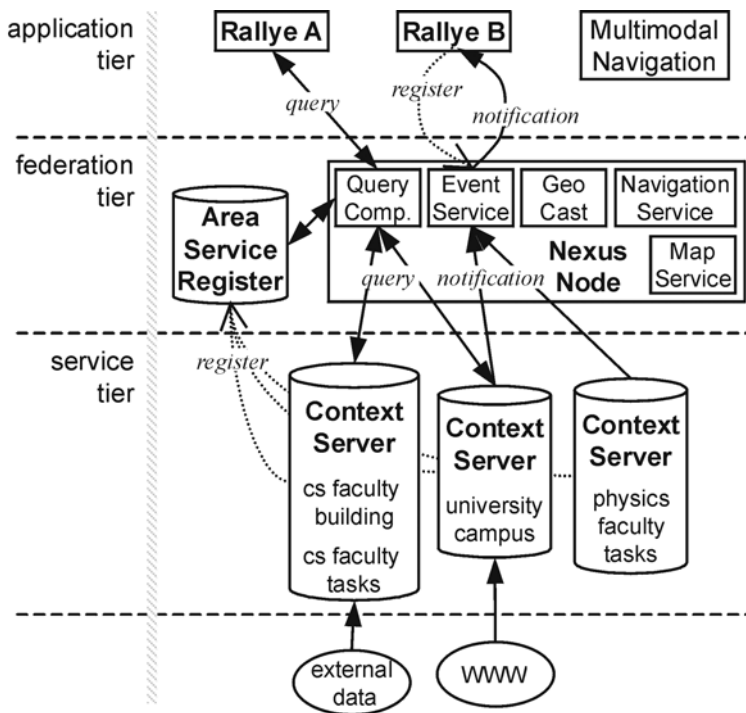 application
tier
Rallye A
Rallye B
Multimodal
Navigation
query
register
notification
federation
tier
Area
Service
Register
Query
Comp.
Event
Service
Geo
Cast
Navigation
Service
query
notification
Nexus
Node
Map
Service
service
tier
register
Context
Server
cs faculty
building
cs faculty
tasks
Context
Server
university
campus
Context
Server
physics
faculty
tasks
external
data
WWW